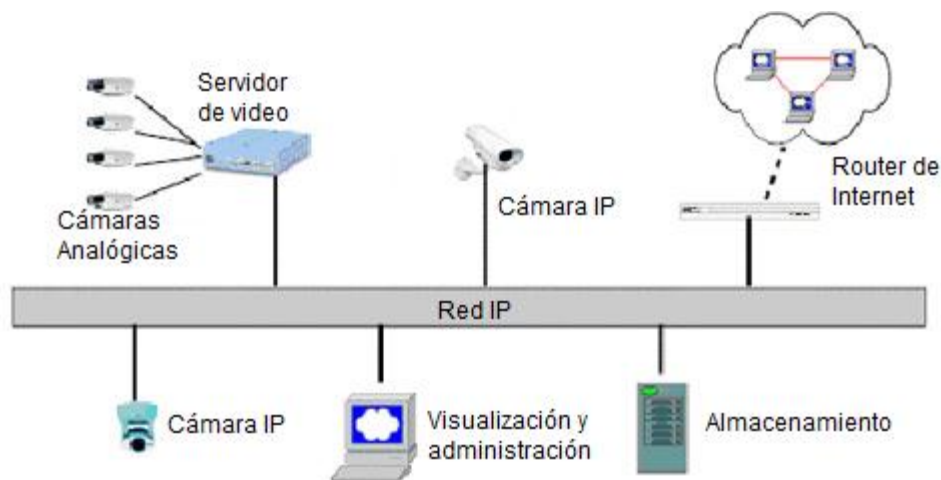 Servidor
de video
Cámaras
Analógicas
Cámara IP
Router de
Internet
Red IP
Cámara IP
Visualización y
administración
Almacenamiento